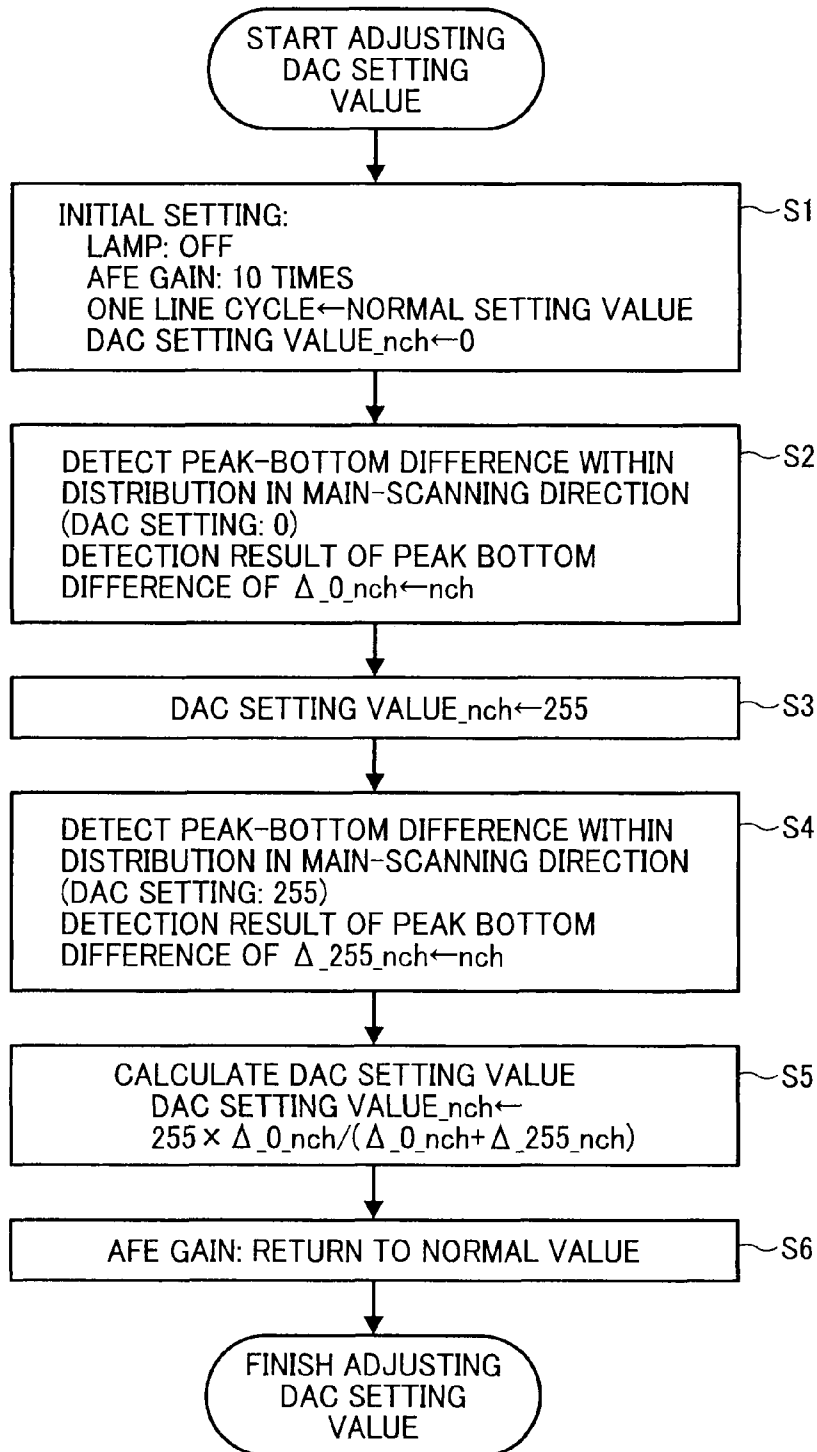 START ADJUSTING
DAC SETTING
VALUE
S1
INITIAL SETTING:
LAMP: OFF
AFE GAIN: 10 TIMES
ONE LINE CYCLE←NORMAL SETTING VALUE
DAC SETTING VALUE_nch←0
S2
DETECT PEAK-BOTTOM DIFFERENCE WITHIN
DISTRIBUTION IN MAIN-SCANNING DIRECTION
(DAC SETTING: 0)
DETECTION RESULT OF PEAK BOTTOM
DIFFERENCE OF Δ_0_nch←nch
DAC SETTING VALUE_nch←255
S3
S4
DETECT PEAK-BOTTOM DIFFERENCE WITHIN
DISTRIBUTION IN MAIN-SCANNING DIRECTION
(DAC SETTING: 255)
DETECTION RESULT OF PEAK BOTTOM
DIFFERENCE OF Δ_255_nch←nch
CALCULATE DAC SETTING VALUE
S5
DAC SETTING VALUE_nch←
255×Δ_0_nch/(Δ_0_nch+Δ_255_nch)
AFE GAIN: RETURN TO NORMAL VALUE
S6
FINISH ADJUSTING
DAC SETTING
VALUE